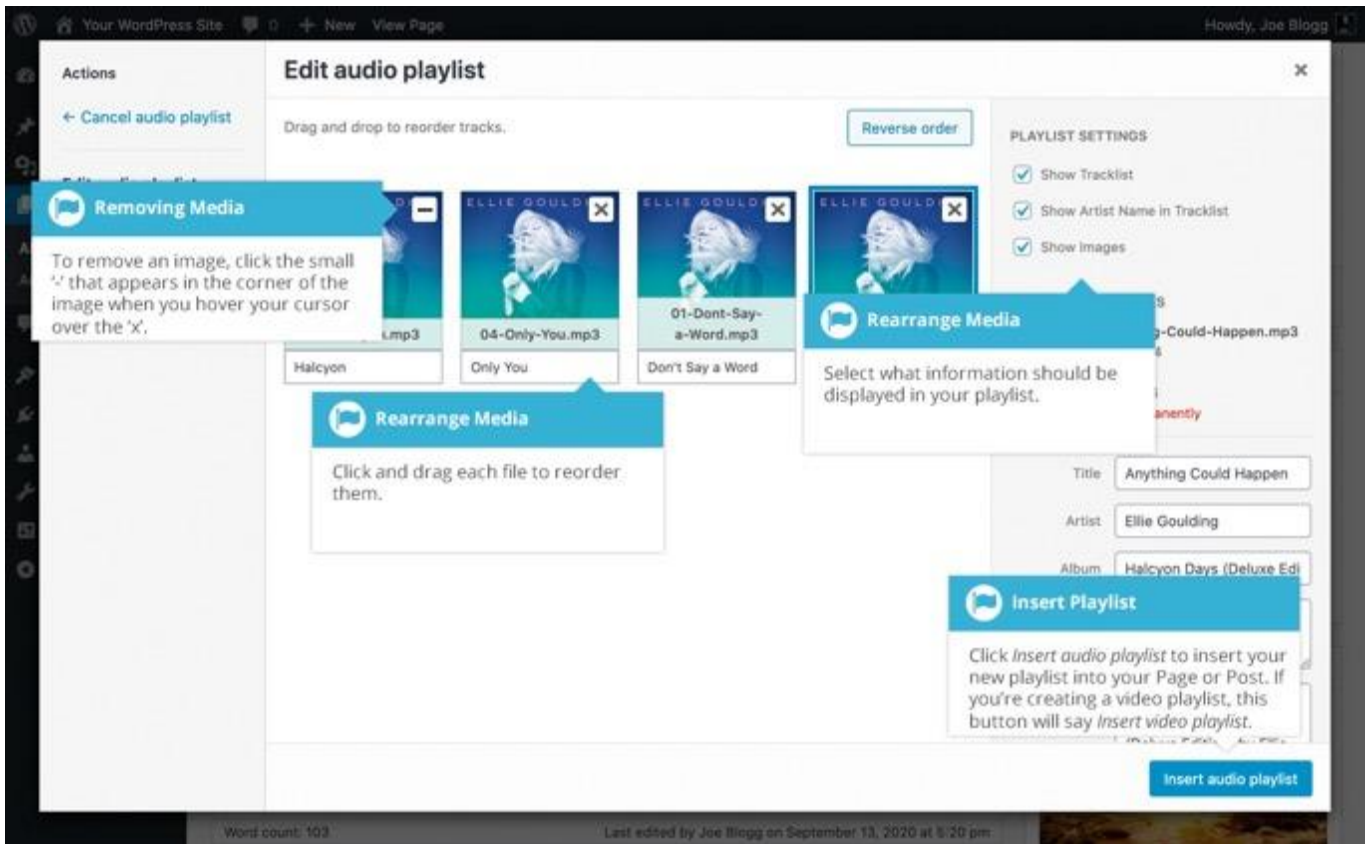 Your WordPress Site 0 + New View Page Howdy, Joe Blogg
Actions
← Cancel audio playlist
Edit audio playlist
Drag and drop to reorder tracks.
Reverse order
Removing Media
To remove an image, click the small
‘-’ that appears in the corner of the
image when you hover your cursor
over the ‘x’.
ELLIE GOULD
ELLIE GOULD
ELLIE GOULD
.mp3
04-Only-You.mp3
01-Dont-Say-
a-Word.mp3
Halcyon
Only You
Don't Say a Word
Rearrange Media
Click and drag each file to reorder
them.
PLAYLIST SETTINGS
Show Tracklist
Show Artist Name in Tracklist
Show Images
Rearrange Media
Select what information should be
displayed in your playlist.
-Could-Happen.mp3
anently
Title Anything Could Happen
Artist Ellie Goulding
Album Halcyon Days (Deluxe Edi
Insert Playlist
Click Insert audio playlist to insert your
new playlist into your Page or Post. If
you’re creating a video playlist, this
button will say Insert video playlist.
Insert audio playlist
Word count: 103
Last edited by Joe Blogg on September 13, 2020 at 5:20 pm